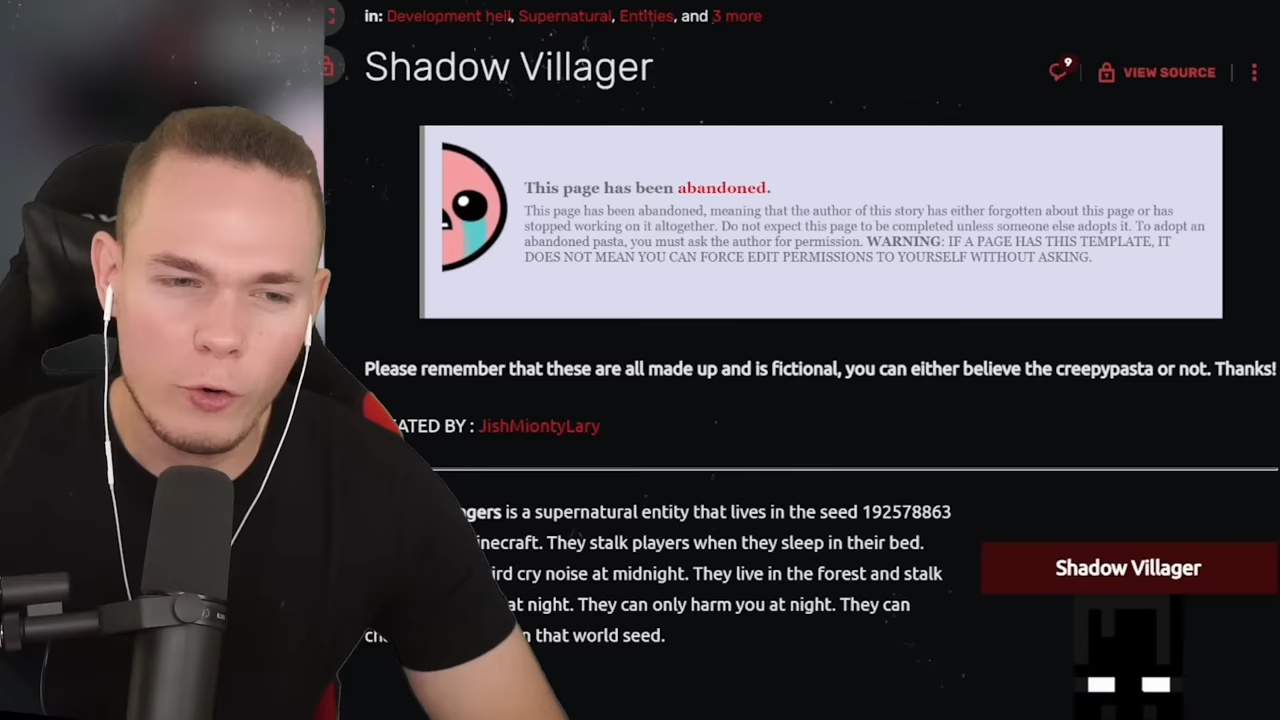 in: Development hell, Supernatural, Entities, and 3 more
Shadow Villager
9
VIEW SOURCE
This page has been abandoned.
This page has been abandoned, meaning that the author of this story has either forgotten about this page or has
stopped working on it altogether. Do not expect this page to be completed unless someone else adopts it. To adopt an
abandoned pasta, you must ask the author for permission. WARNING: IF A PAGE HAS THIS TEMPLATE, IT
DOES NOT MEAN YOU CAN FORCE EDIT PERMISSIONS TO YOURSELF WITHOUT ASKING.
Please remember that these are all made up and is fictional, you can either believe the creepypasta or not. Thanks!
ATED BY : JishMiontyLary
gers is a supernatural entity that lives in the seed 192578863
inecraft. They stalk players when they sleep in their bed.
ird cry noise at midnight. They live in the forest and stalk
at night. They can only harm you at night. They can
that world seed.
Shadow Villager